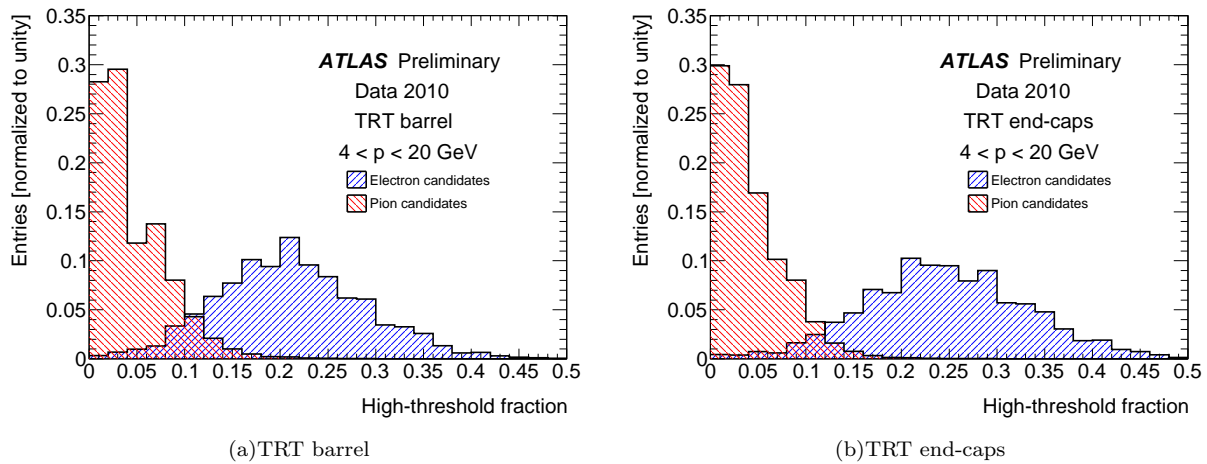 Entries [normalized to unity]
0.35
0.3
0.25
0.2
0.15
0.1
0.05
0
ATLAS Preliminary
Data 2010
TRT barrel
4 < p < 20 GeV
Electron candidates
Pion candidates
0 0.05 0.1 0.15 0.2 0.25 0.3 0.35 0.4 0.45 0.5
High-threshold fraction
(a)TRT barrel
Entries [normalized to unity]
0.35
0.3
0.25
0.2
0.15
0.1
0.05
0
ATLAS Preliminary
Data 2010
TRT end-caps
4 < p < 20 GeV
Electron candidates
Pion candidates
0 0.05 0.1 0.15 0.2 0.25 0.3 0.35 0.4 0.45 0.5
High-threshold fraction
(b)TRT end-caps